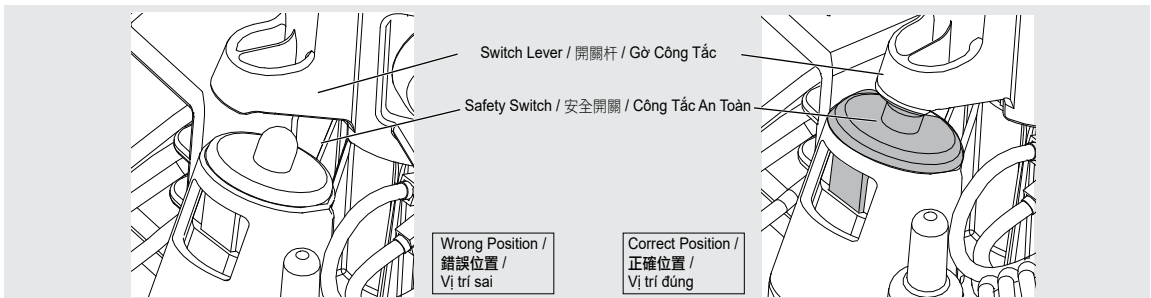 Switch Lever / 開關杆 / Gờ Công Tắc
Safety Switch / 安全開關 / Công Tắc An Toàn
Wrong Position /
錯誤位置 /
Vị trí sai
Correct Position /
正確位置 /
Vị trí đúng